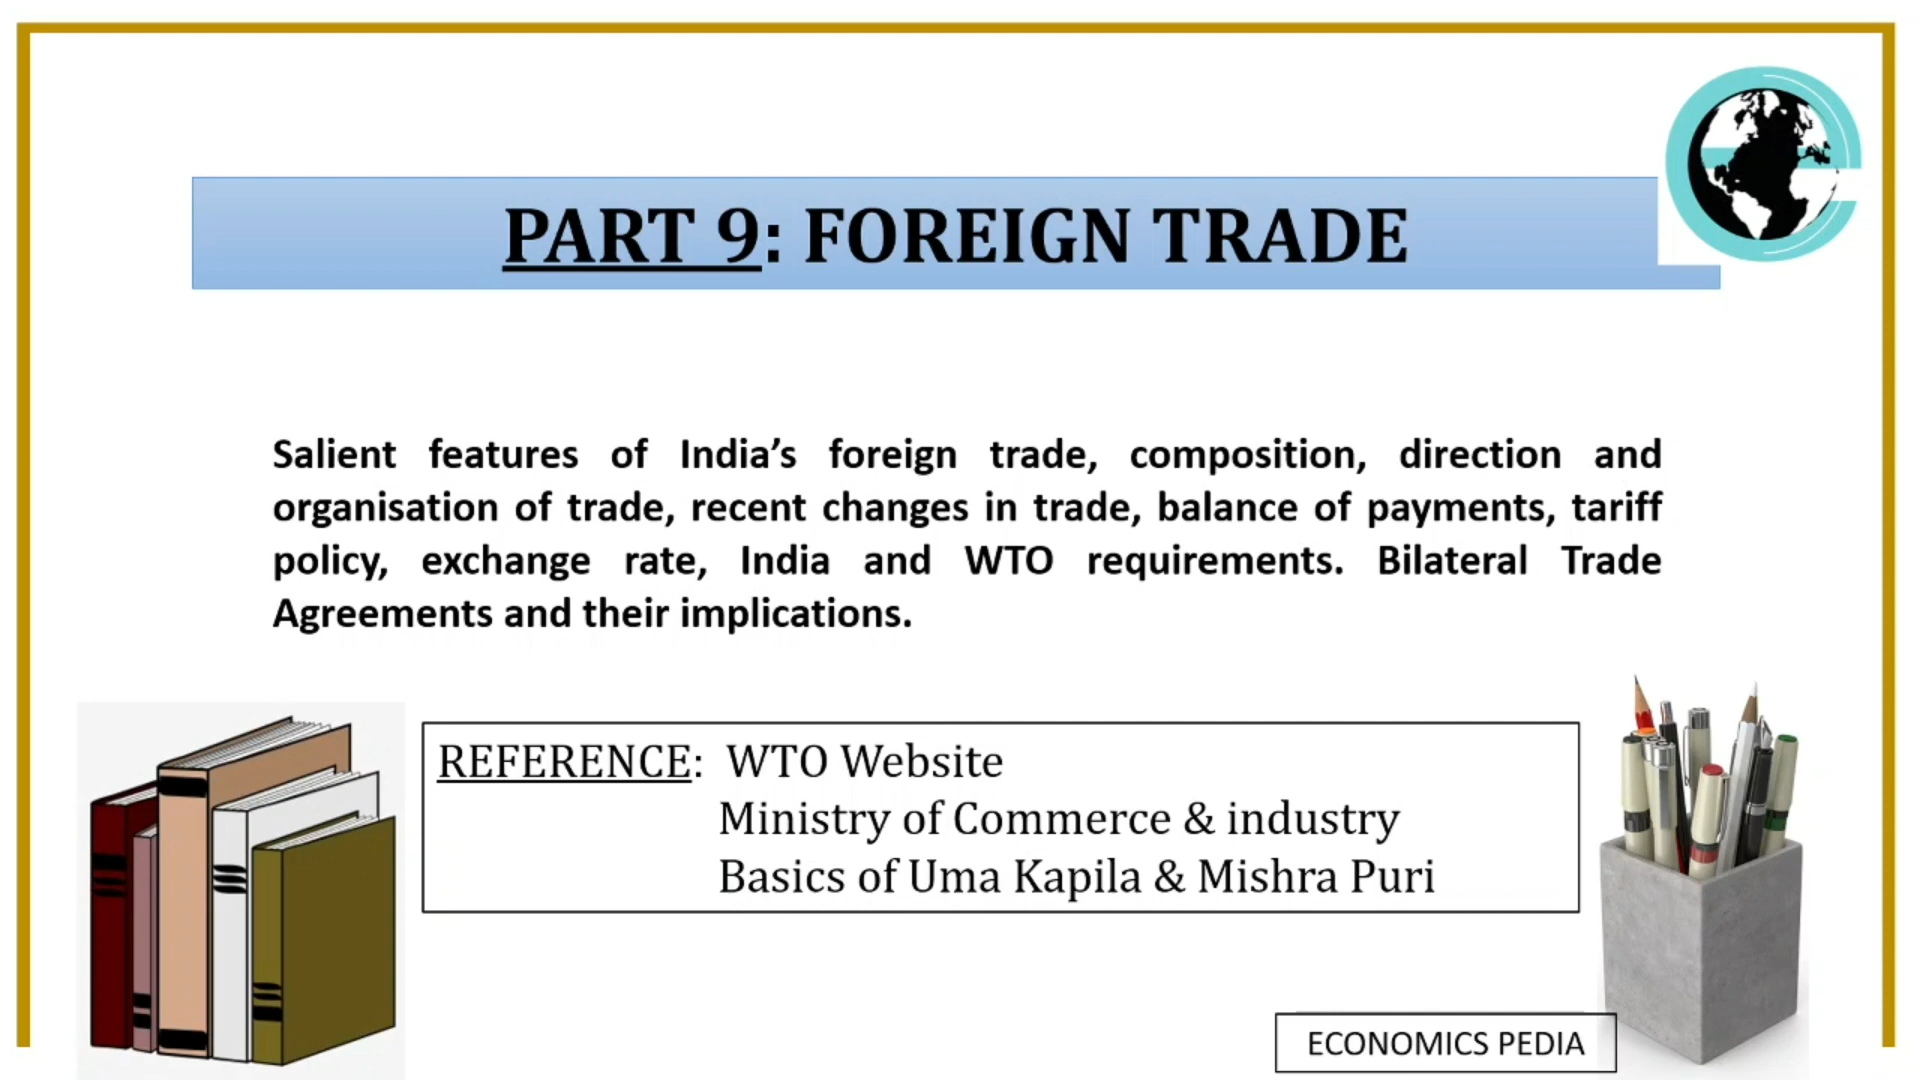 PART 9: FOREIGN TRADE
Salient features of India’s foreign trade, composition, direction and
organisation of trade, recent changes in trade, balance of payments, tariff
policy, exchange rate, India and WTO requirements. Bilateral Trade
Agreements and their implications.
REFERENCE: WTO Website
Ministry of Commerce & industry
Basics of Uma Kapila & Mishra Puri
ECONOMICS PEDIA